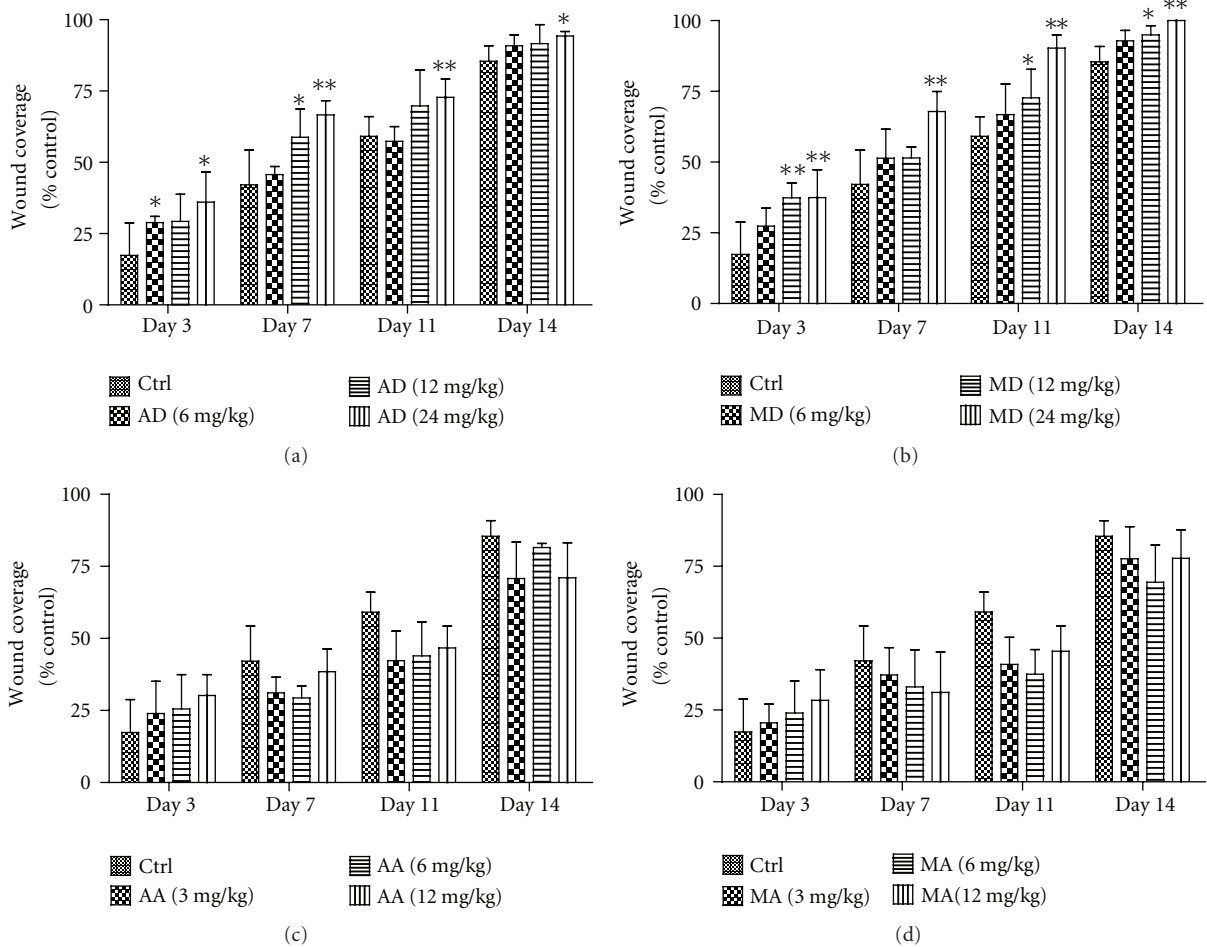 Wound coverage
(% control)
100
75
50
25
0
*
*
*
**
**
*
Day 3
Day 7
Day 11
Day 14
Ctrl
AD (6 mg/kg)
AD (12 mg/kg)
AD (24 mg/kg)
(a)
Wound coverage
(% control)
100
75
50
25
0
**
**
**
*
**
*
**
Day 3
Day 7
Day 11
Day 14
Ctrl
MD (6 mg/kg)
MD (12 mg/kg)
MD (24 mg/kg)
(b)
Wound coverage
(% control)
100
75
50
25
0
Day 3
Day 7
Day 11
Day 14
Ctrl
AA (3 mg/kg)
AA (6 mg/kg)
AA (12 mg/kg)
(c)
Wound coverage
(% control)
100
75
50
25
0
Day 3
Day 7
Day 11
Day 14
Ctrl
MA (3 mg/kg)
MA (6 mg/kg)
MA(12 mg/kg)
(d)